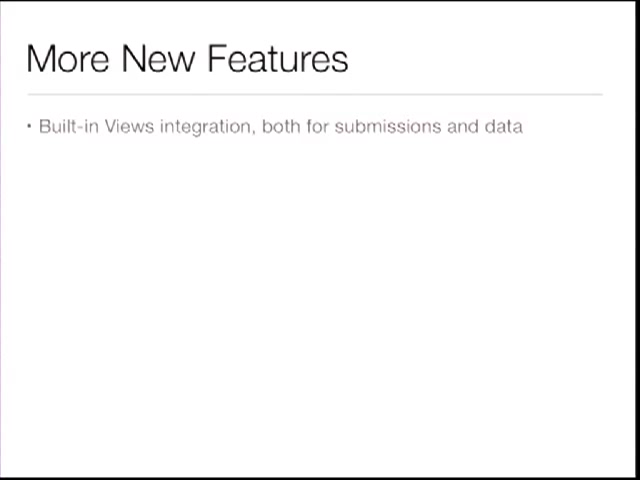 More New Features
• Built-in Views integration, both for submissions and data